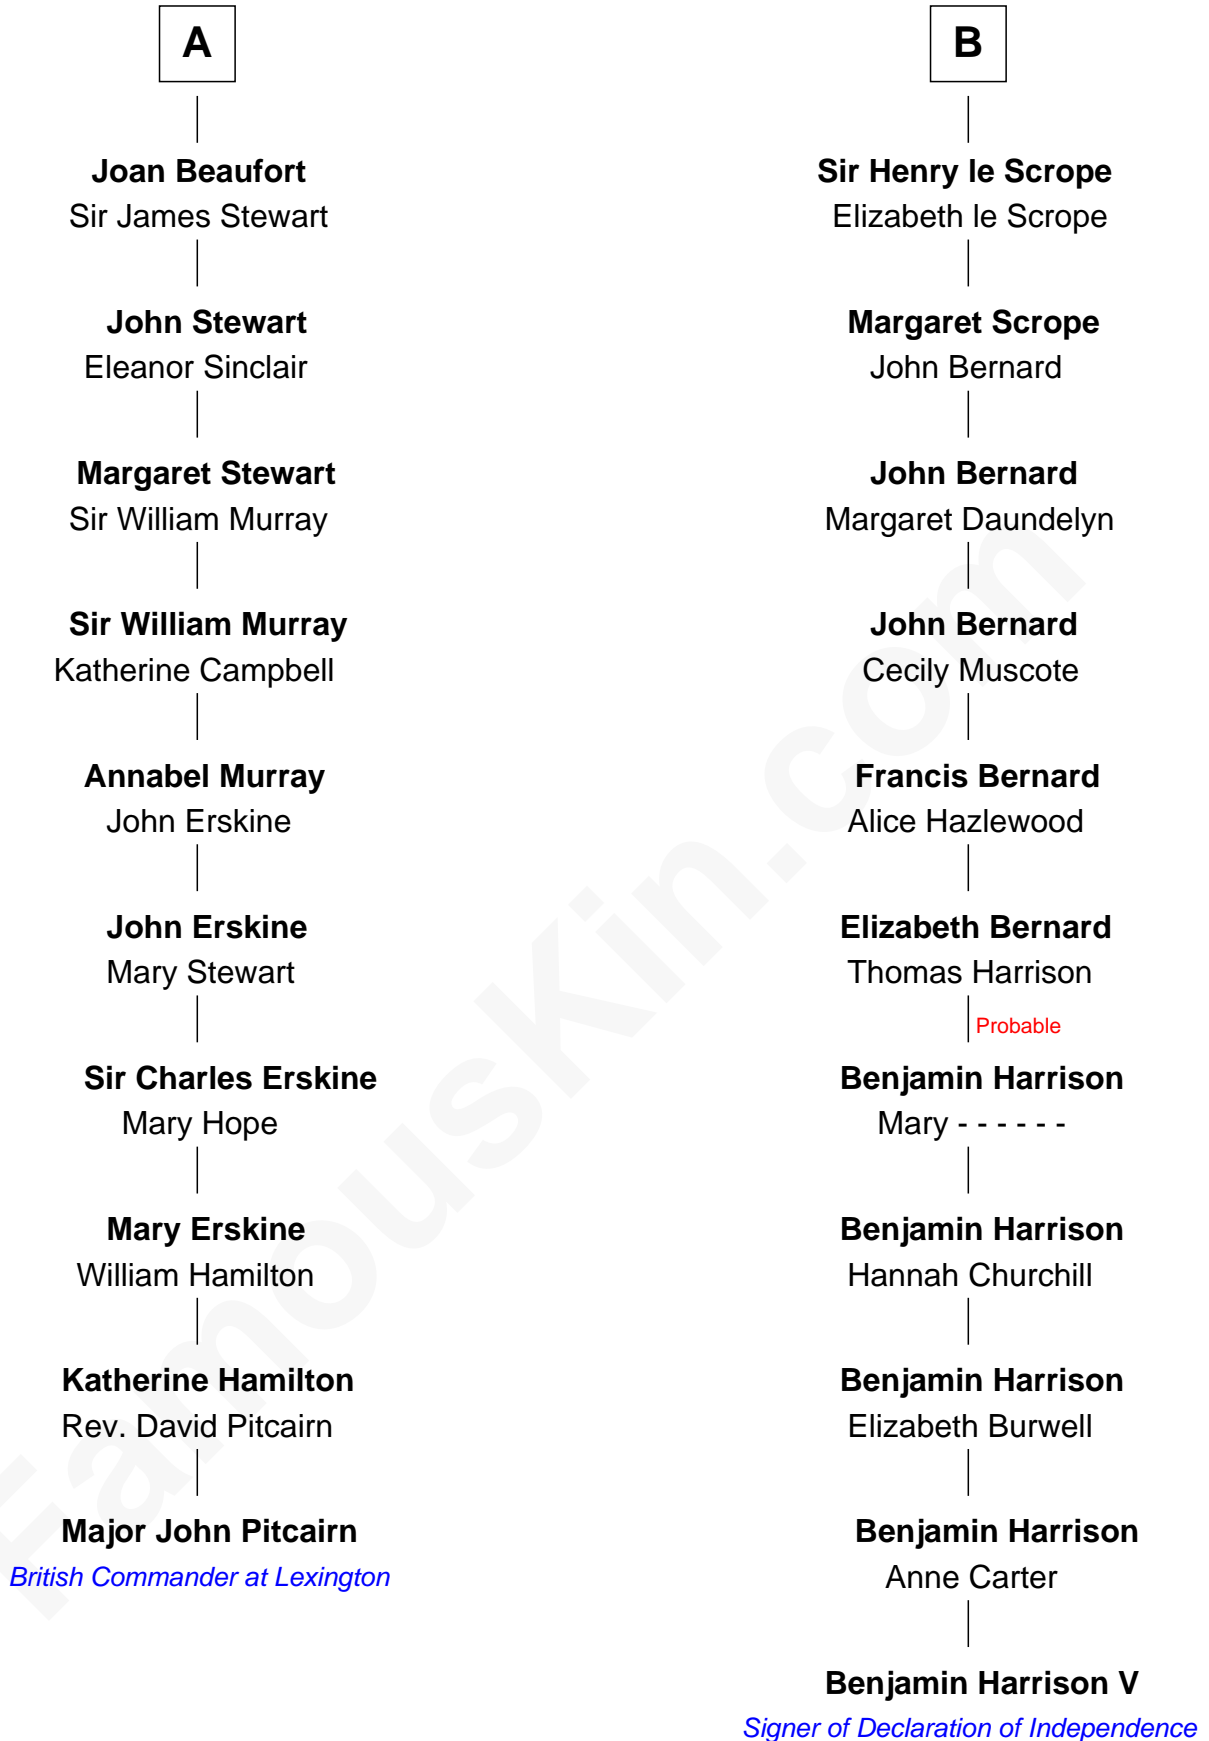 A
Joan Beaufort
Sir James Stewart
John Stewart
Eleanor Sinclair
Margaret Stewart
Sir William Murray
Sir William Murray
Katherine Campbell
Annabel Murray
John Erskine
John Erskine
Mary Stewart
Sir Charles Erskine
Mary Hope
Mary Erskine
William Hamilton
Katherine Hamilton
Rev. David Pitcairn
Major John Pitcairn
British Commander at Lexington
B
Sir Henry le Scrope
Elizabeth le Scrope
Margaret Scrope
John Bernard
John Bernard
Margaret Daundelyn
John Bernard
Cecily Muscote
Francis Bernard
Alice Hazlewood
Elizabeth Bernard
Thomas Harrison
Probable
Benjamin Harrison
Mary - - - - - -
Benjamin Harrison
Hannah Churchill
Benjamin Harrison
Elizabeth Burwell
Benjamin Harrison
Anne Carter
Benjamin Harrison V
Signer of Declaration of Independence
FamousKin.com